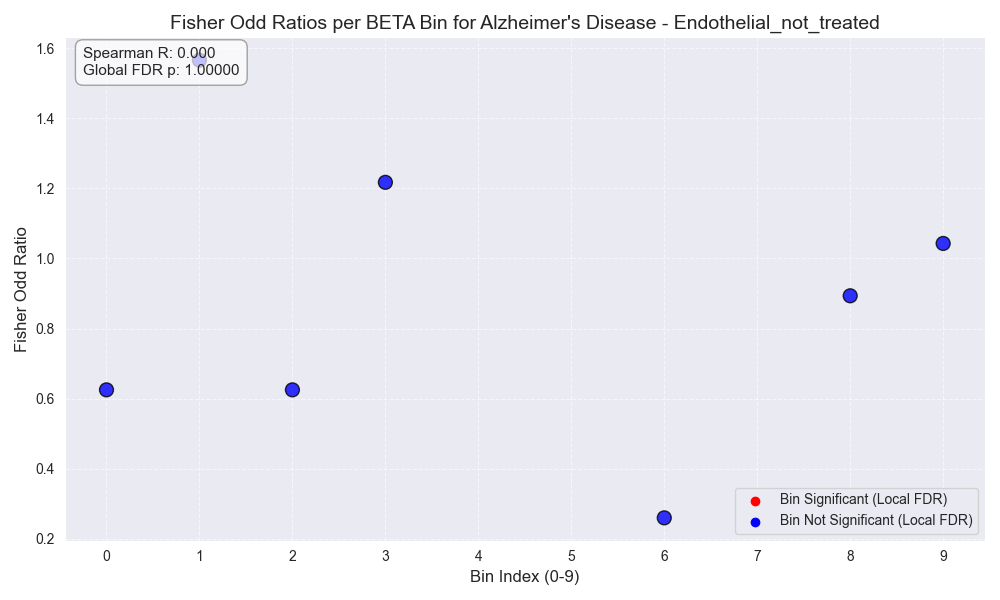 Fisher Odd Ratios per BETA Bin for Alzheimer's Disease - Endothelial_not_treated
Spearman R: 0.000
Global FDR p: 1.00000
Fisher Odd Ratio
1.6
1.4
1.2
1.0
0.8
0.6
0.4
0.2
Bin Significant (Local FDR)
Bin Not Significant (Local FDR)
0 1 2 3 4 5 6 7 8 9
Bin Index (0-9)